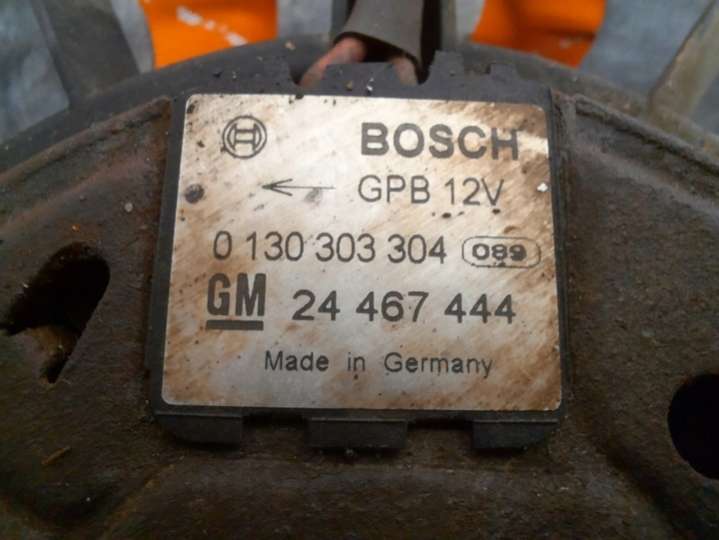 BOSCH
GPB 12V
0 130 303 304 089
GM 24 467 444
Made in Germany